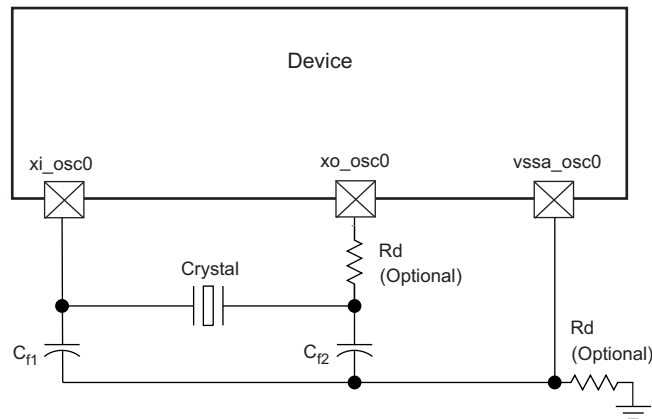 Device
xi_osc0
xo_osc0
vssa_osc0
Rd
(Optional)
Crystal
Rd
(Optional)
Cf1
Cf2